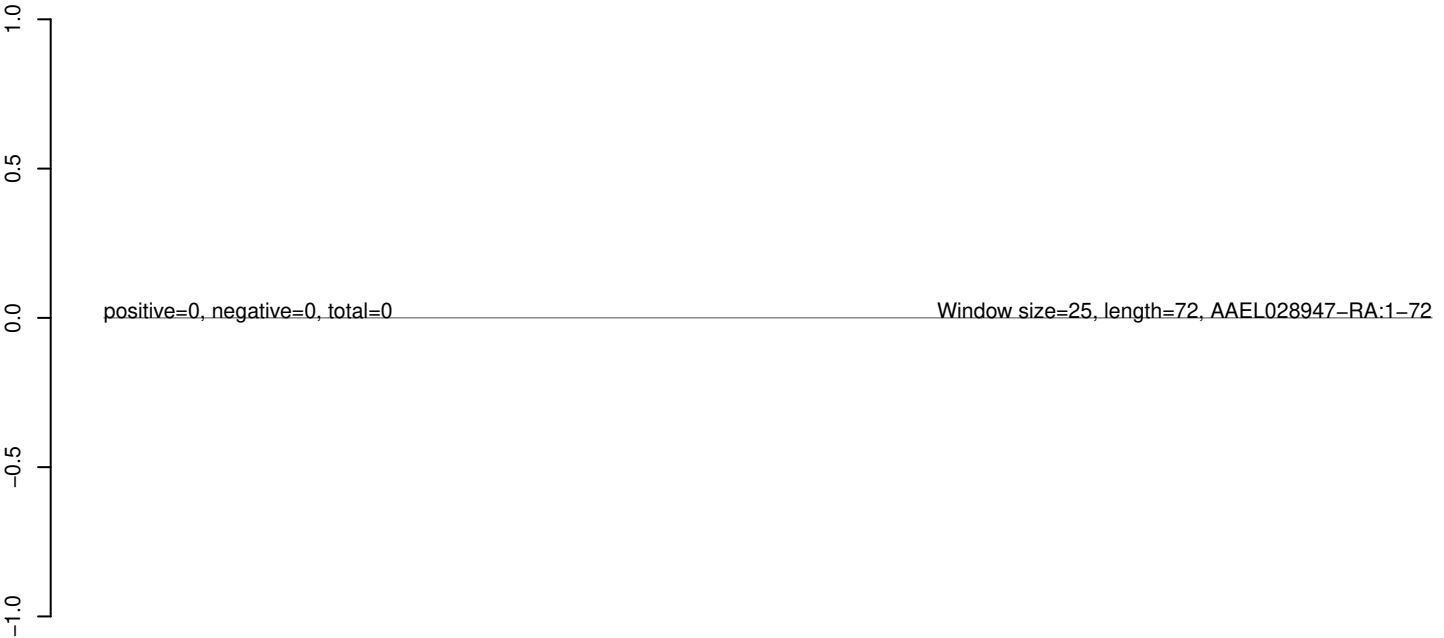 1.0
0.5
0.0
−0.5
−1.0
positive=0, negative=0, total=0
Window size=25, length=72, AAEL028947−RA:1−72